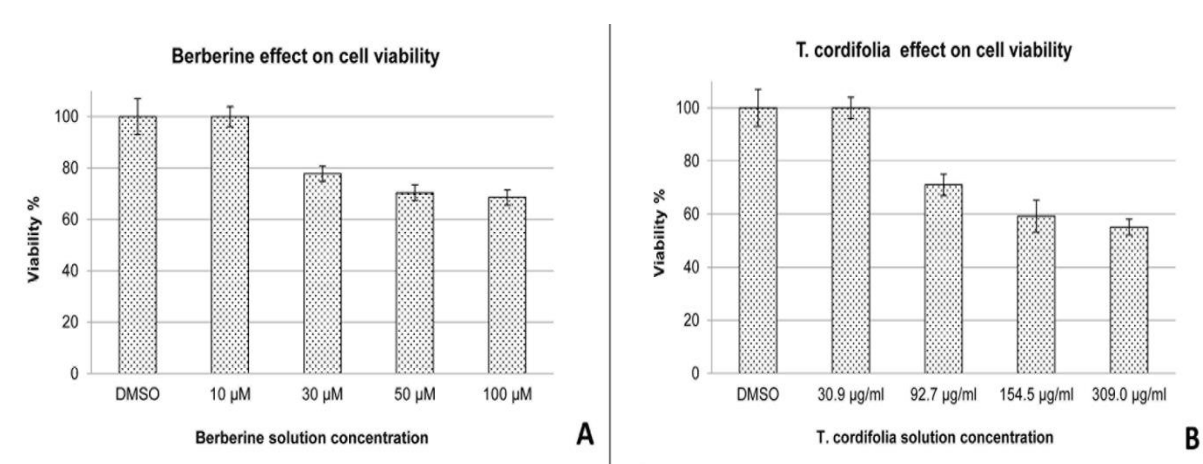 Berberine effect on cell viability
Viability %
100
80
60
40
20
0
DMSO 10 µM 30 µM 50 µM 100 µM
Berberine solution concentration
A
T. cordifolia effect on cell viability
Viability %
100
80
60
40
20
0
DMSO 30.9 µg/ml 92.7 µg/ml 154.5 µg/ml 309.0 µg/ml
T. cordifolia solution concentration
B